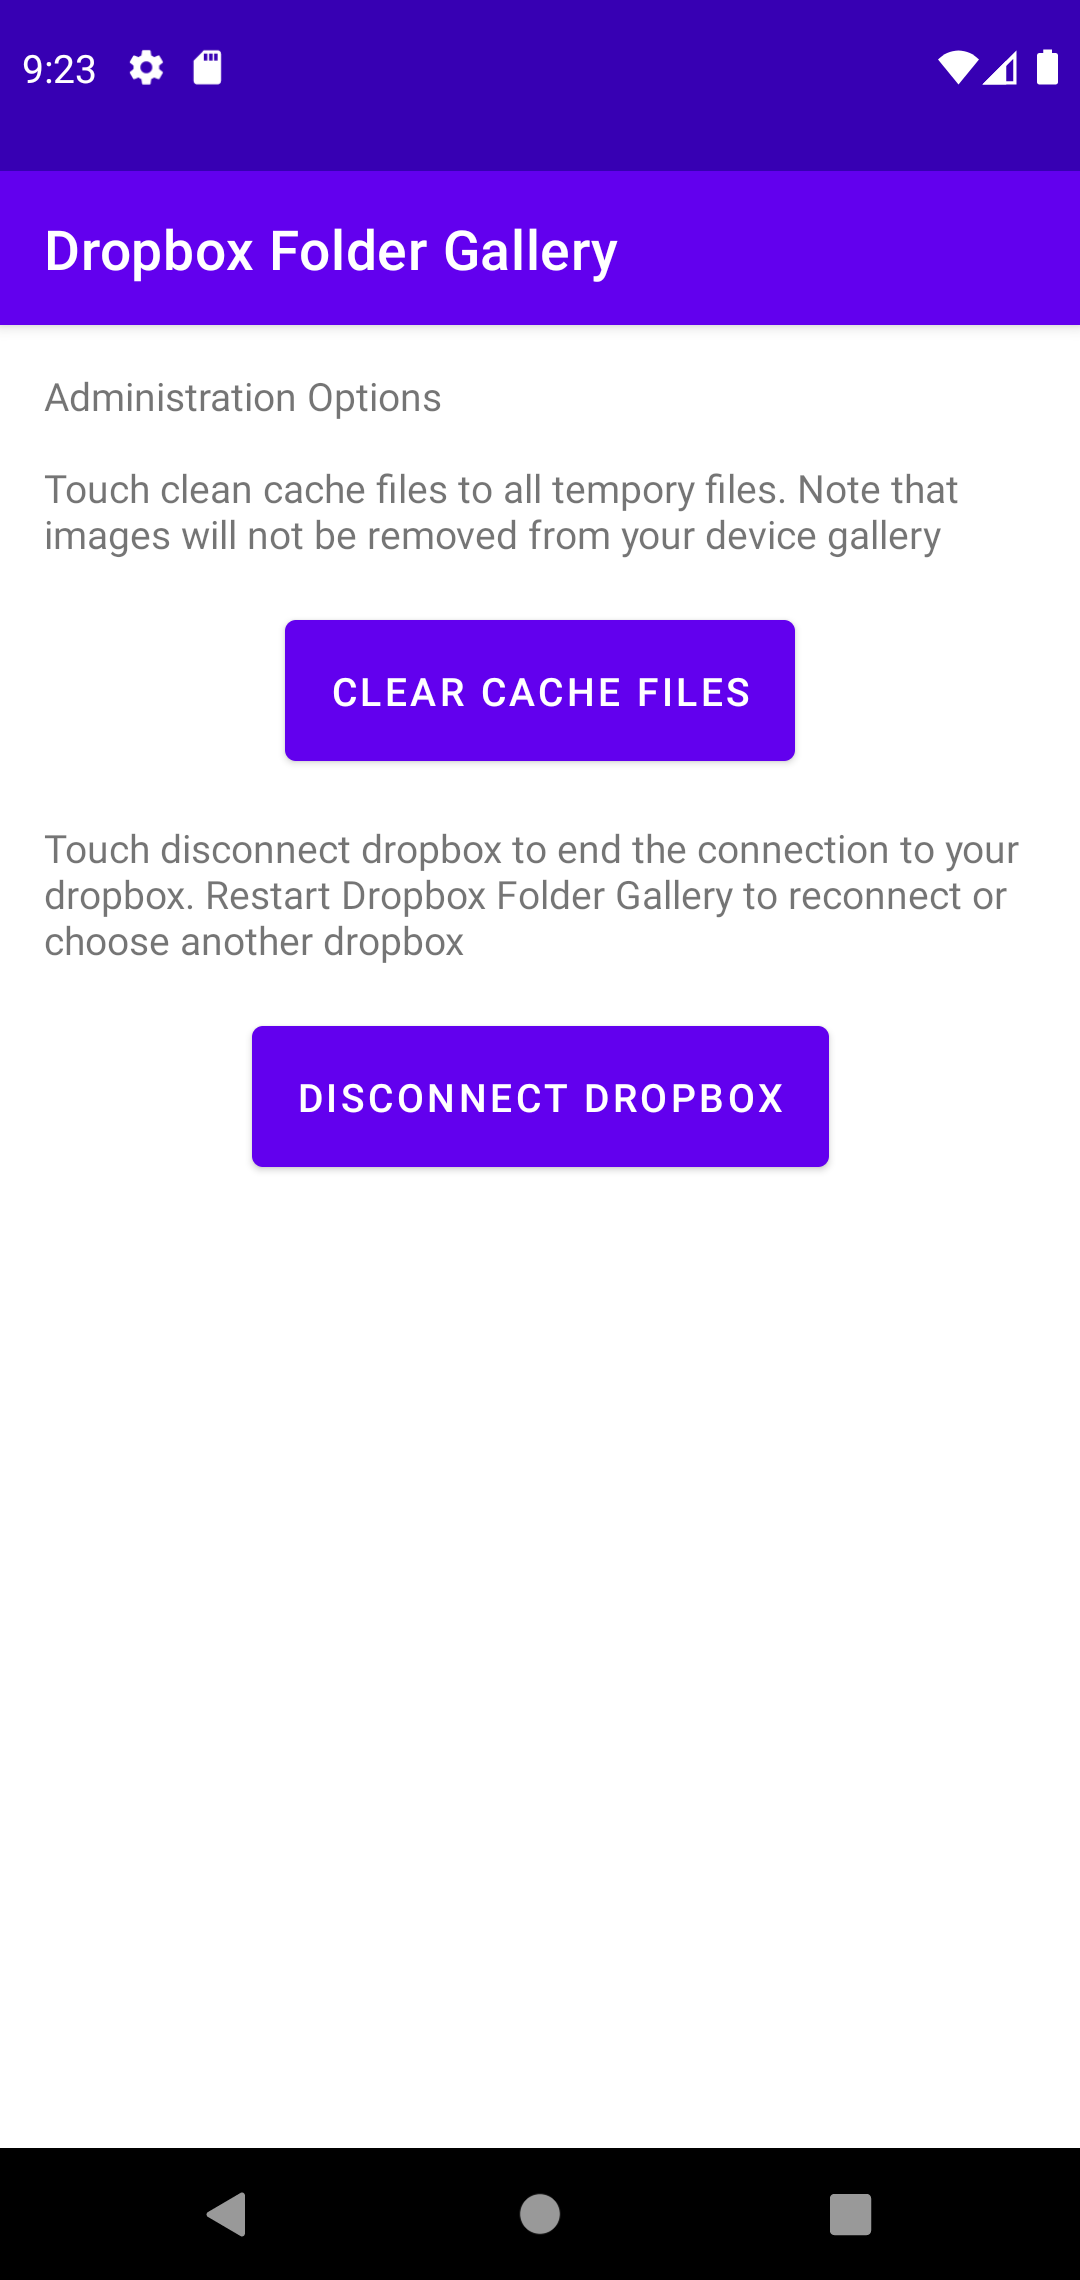 9:23
Dropbox Folder Gallery
Administration Options
Touch clean cache files to all tempory files. Note that
images will not be removed from your device gallery
CLEAR CACHE FILES
Touch disconnect dropbox to end the connection to your
dropbox. Restart Dropbox Folder Gallery to reconnect or
choose another dropbox
DISCONNECT DROPBOX